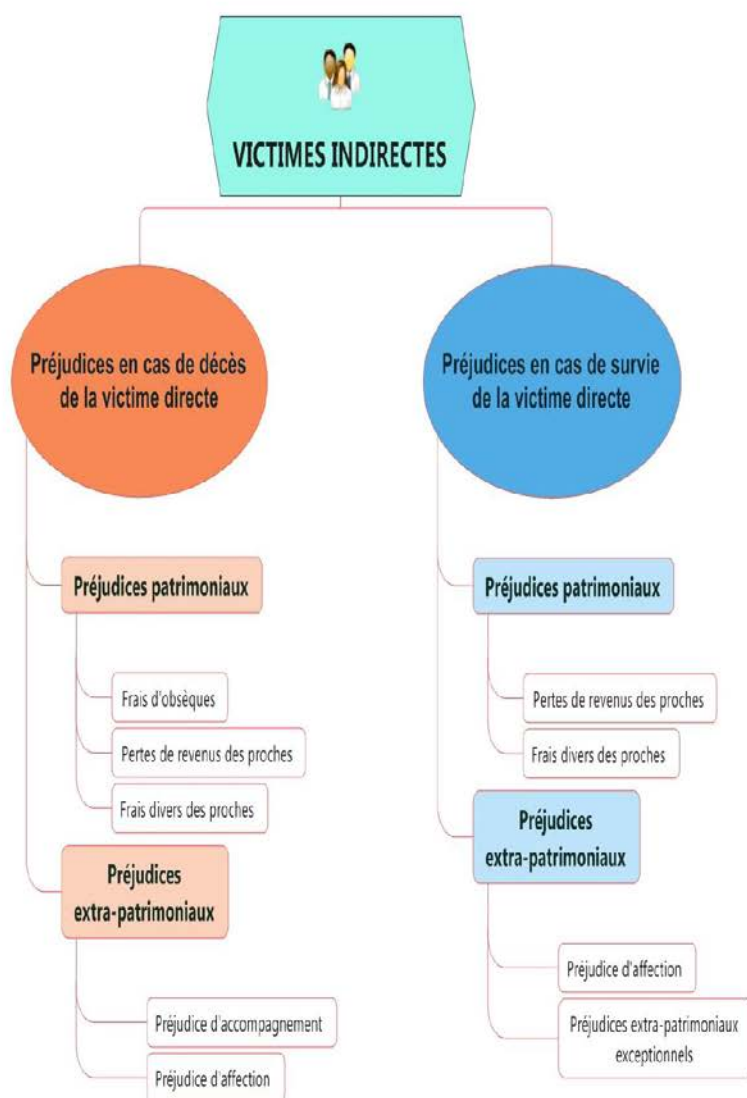 VICTIMES INDIRECTES
Préjudices en cas de décès
de la victime directe
Préjudices patrimoniaux
Frais d'obsèques
Pertes de revenus des proches
Frais divers des proches
Préjudices
extra-patrimoniaux
Préjudice d'accompagnement
Préjudice d'affection
Préjudices en cas de survie
de la victime directe
Préjudices patrimoniaux
Pertes de revenus des proches
Frais divers des proches
Préjudices
extra-patrimoniaux
Préjudice d'affection
Préjudices extra-patrimoniaux
exceptionnels